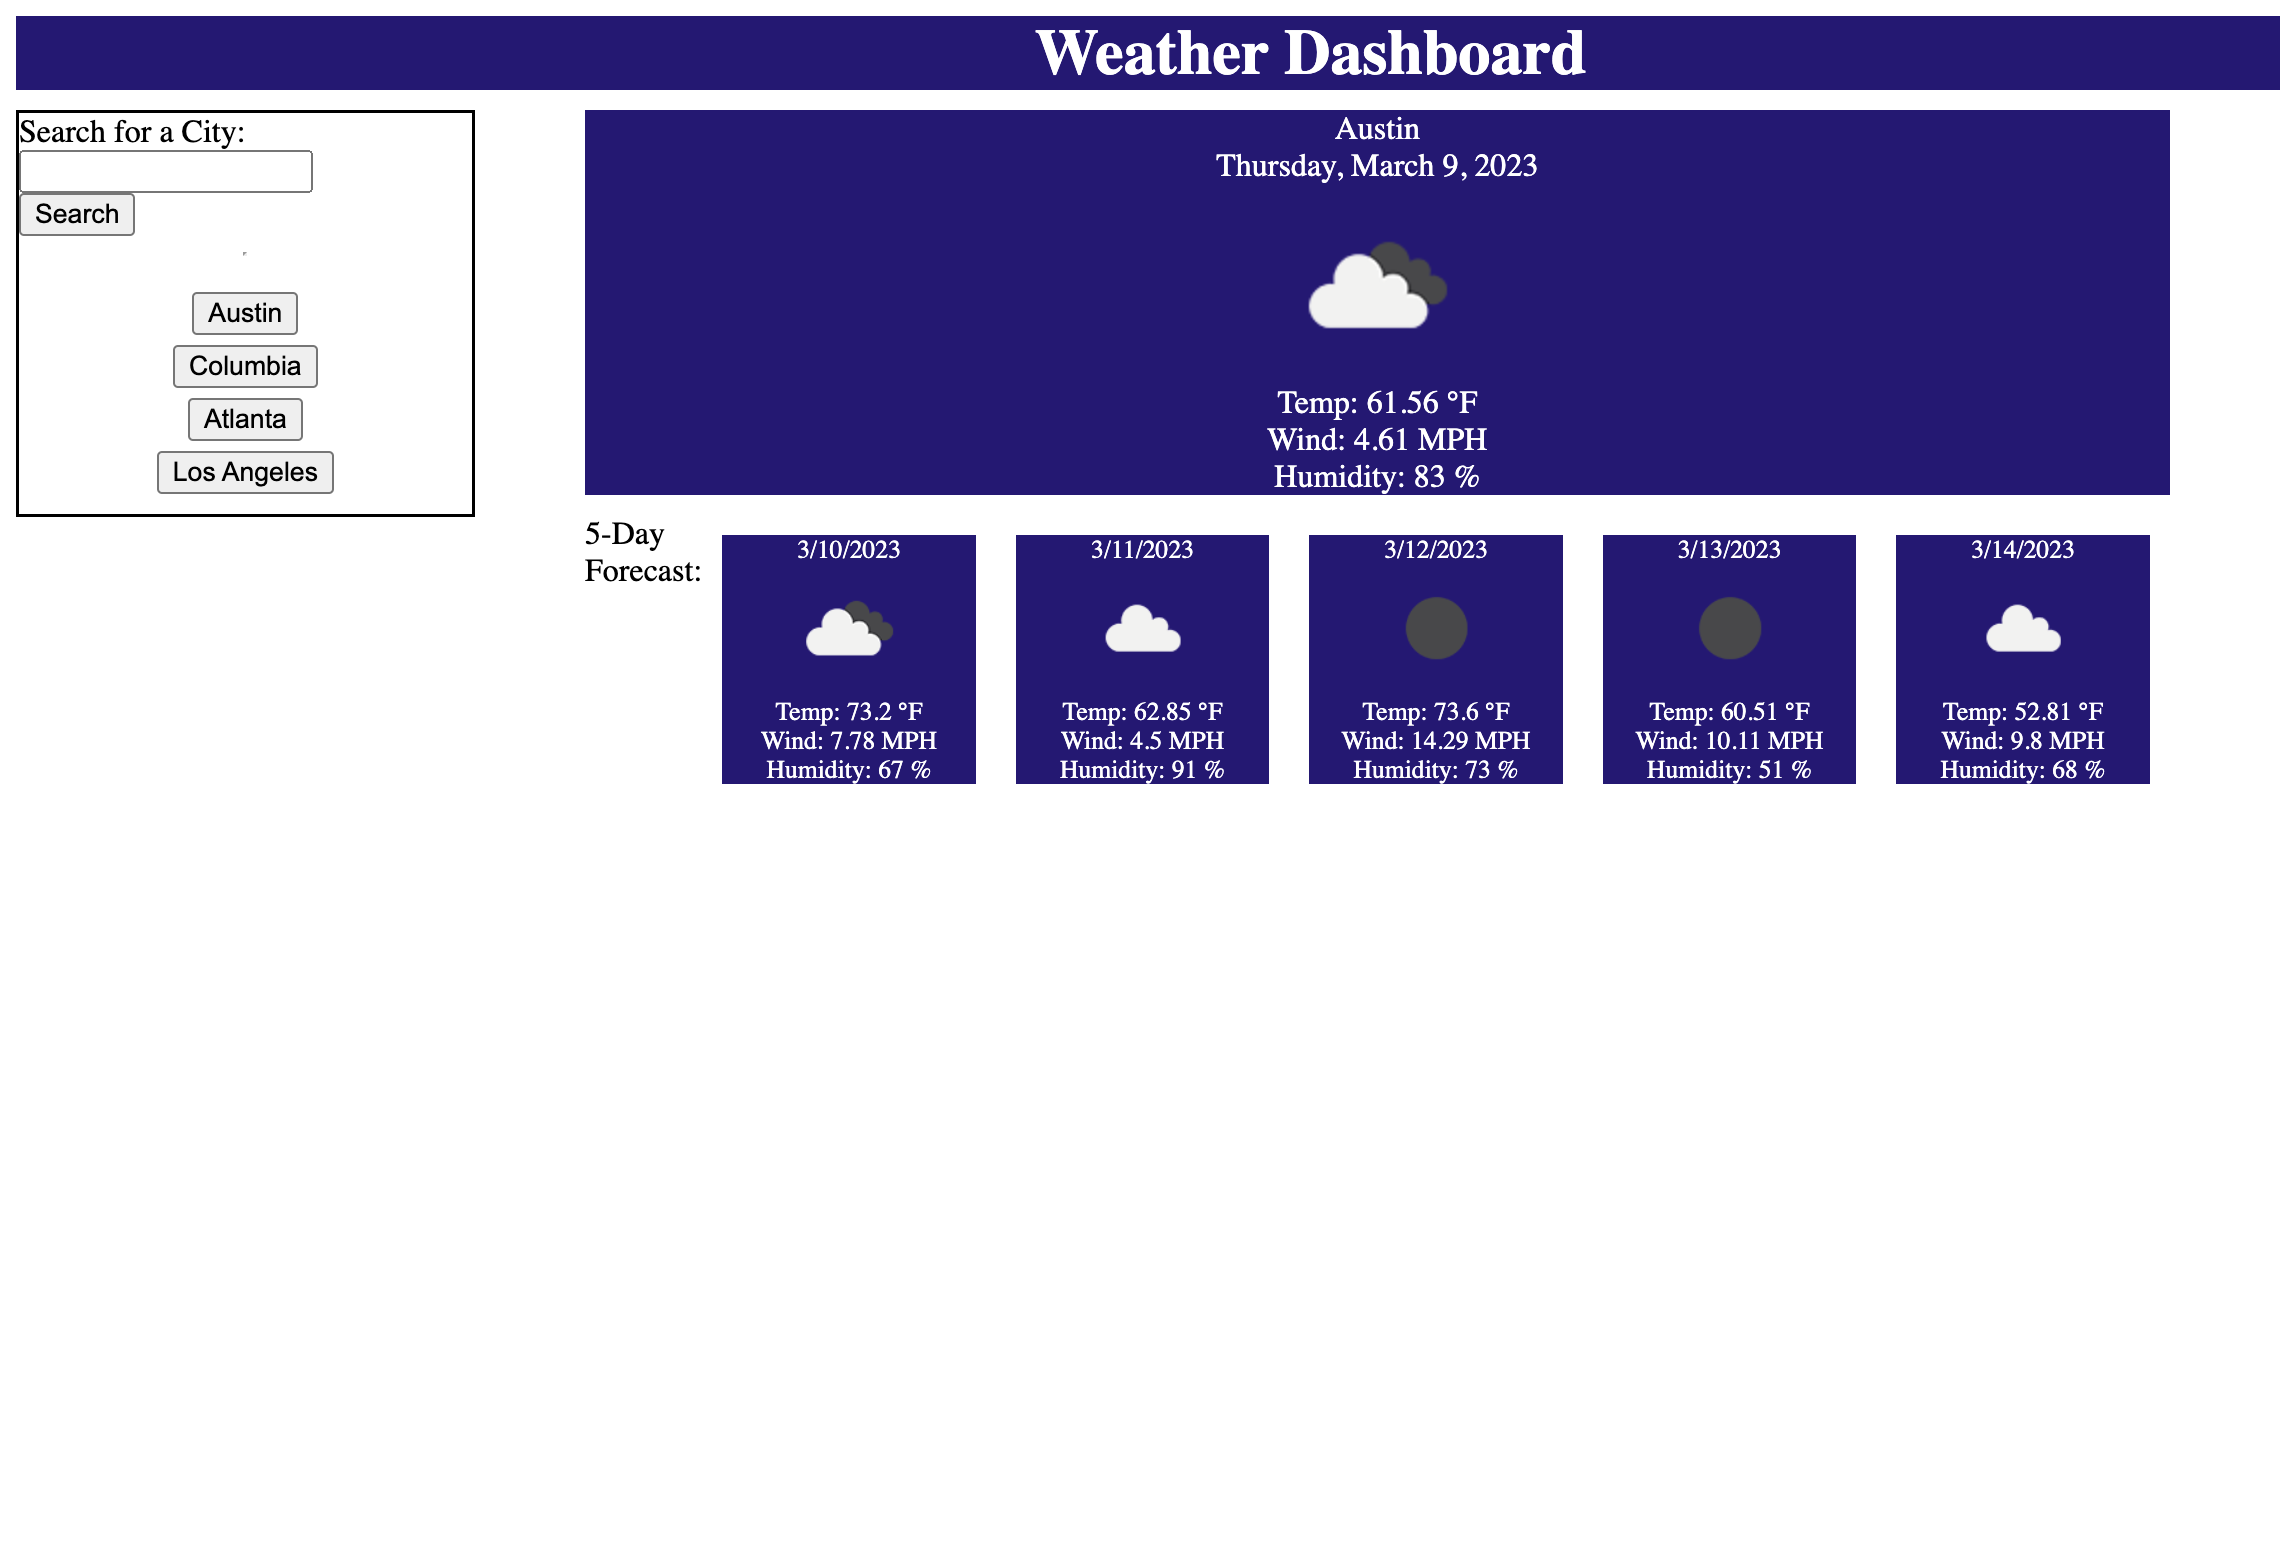 Weather Dashboard
Search for a City:
Search
Austin
Columbia
Atlanta
Los Angeles
Austin
Thursday, March 9, 2023
Temp: 61.56 °F
Wind: 4.61 MPH
Humidity: 83 %
5-Day
Forecast:
3/10/2023
Temp: 73.2 °F
Wind: 7.78 MPH
Humidity: 67 %
3/11/2023
Temp: 62.85 °F
Wind: 4.5 MPH
Humidity: 91 %
3/12/2023
Temp: 73.6 °F
Wind: 14.29 MPH
Humidity: 73 %
3/13/2023
Temp: 60.51 °F
Wind: 10.11 MPH
Humidity: 51 %
3/14/2023
Temp: 52.81 °F
Wind: 9.8 MPH
Humidity: 68 %